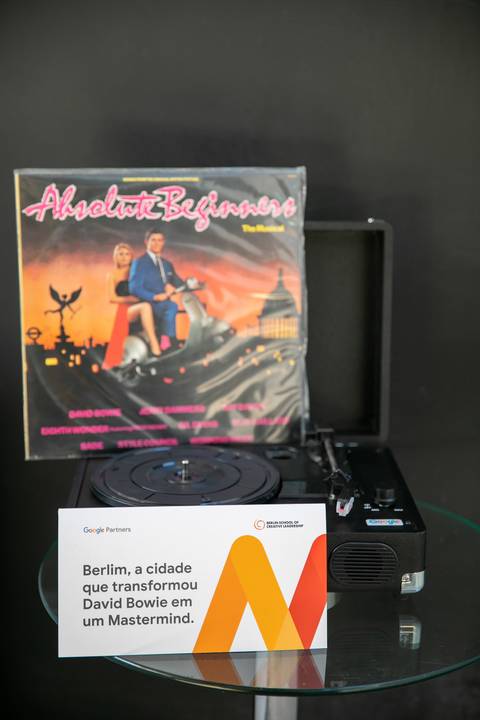 Absolute Beginners
The Musical
DAVID BOWIE
EIGHTH WONDER
SADE STYLE COUNCIL
Google
Google Partners
BERLIN SCHOOL OF
CREATIVE LEADERSHIP
Berlim, a cidade
que transformou
David Bowie em
um Mastermind.